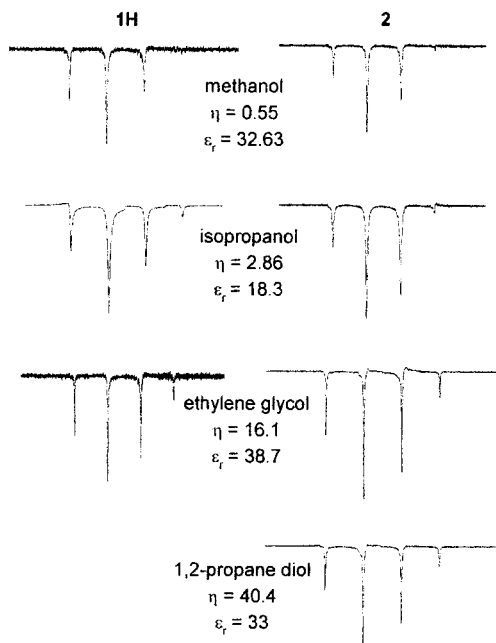 1H 2
methanol
η = 0.55
εr = 32.63
isopropanol
η = 2.86
εr = 18.3
ethylene glycol
η = 16.1
εr = 38.7
1,2-propane diol
η = 40.4
εr = 33